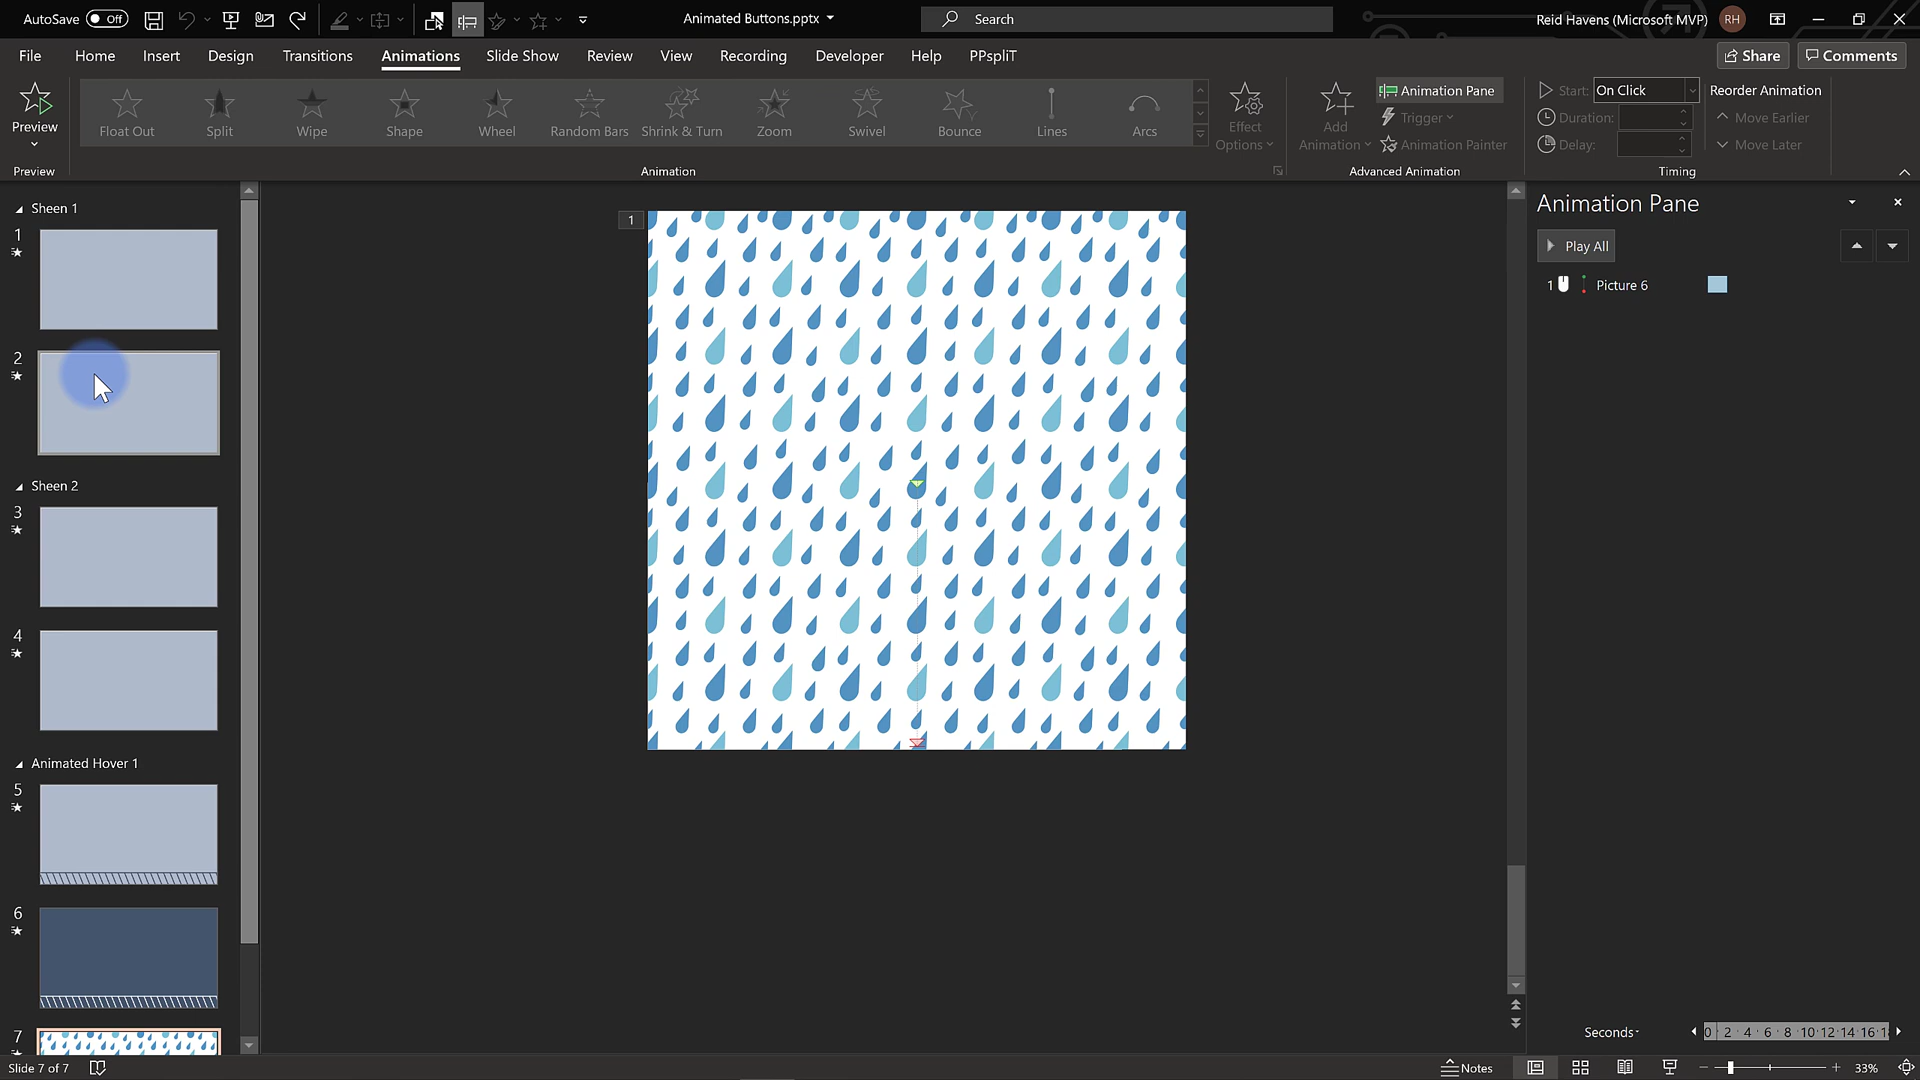 AutoSave Off
Animated Buttons.pptx
Search
Reid Havens (Microsoft MVP) RH
File Home Insert Design Transitions Animations Slide Show Review View Recording Developer Help PPspliT
Share Comments
Preview
Float Out Split Wipe Shape Wheel Random Bars Shrink & Turn Zoom Swivel Bounce Lines Arcs
Effect
Options
Add
Animation
Animation Pane
Trigger
Animation Painter
Start: On Click
Duration:
Delay:
Reorder Animation
Move Earlier
Move Later
Preview Animation Advanced Animation Timing
Sheen 1
1
2
Sheen 2
3
4
Animated Hover 1
5
6
7
1
Animation Pane
Play All
1 Picture 6
Seconds 0 2 4 6 8 10 12 14 16
Slide 7 of 7
Notes
33%